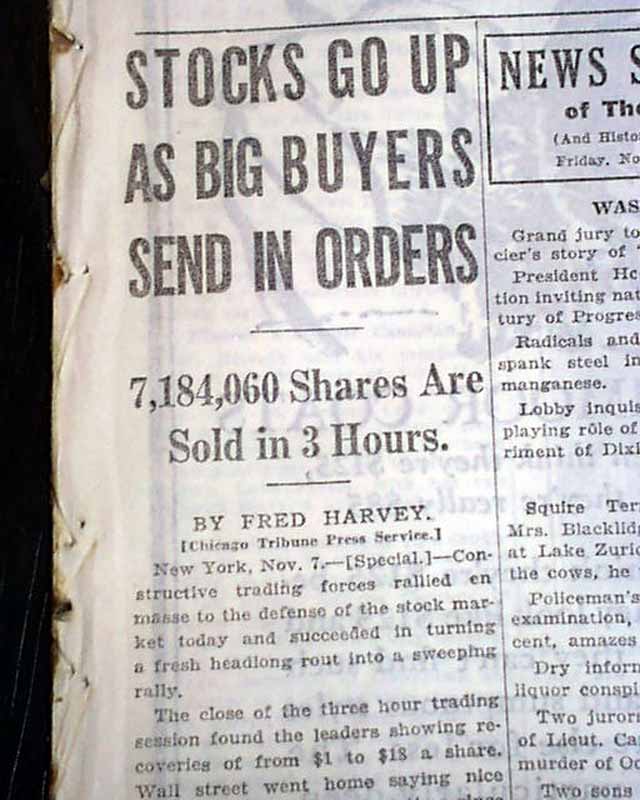 STOCKS GO UP
AS BIG BUYERS
SEND IN ORDERS
7,184,060 Shares Are
Sold in 3 Hours.
BY FRED HARVEY.
[Chicago Tribune Press Service.]
New York, Nov. 7.—[Special.]—Con-
structive trading forces rallied en
masse to the defense of the stock mar-
ket today and succeeded in turning
a fresh headlong rout into a sweeping
rally.
The close of the three hour trading
session found the leaders showing re-
coveries of from $1 to $18 a share.
Wall street went home saying nice
NEWS S
of The
(And Histo
Friday, No
WAS
Grand jury to
cier's story of
President Ho
tion inviting nat
tury of Progres
Radicals and
spank steel in
manganese.
Lobby inquis
playing rôle of
riment of Dixi
Squire Ter
Mrs. Blacklidg
at Lake Zuric
the cows, he
Policeman's
examination,
cent, amazes
Dry inform
liquor conspi
Two juror
of Lieut. Ca
murder of Oc
Two sons